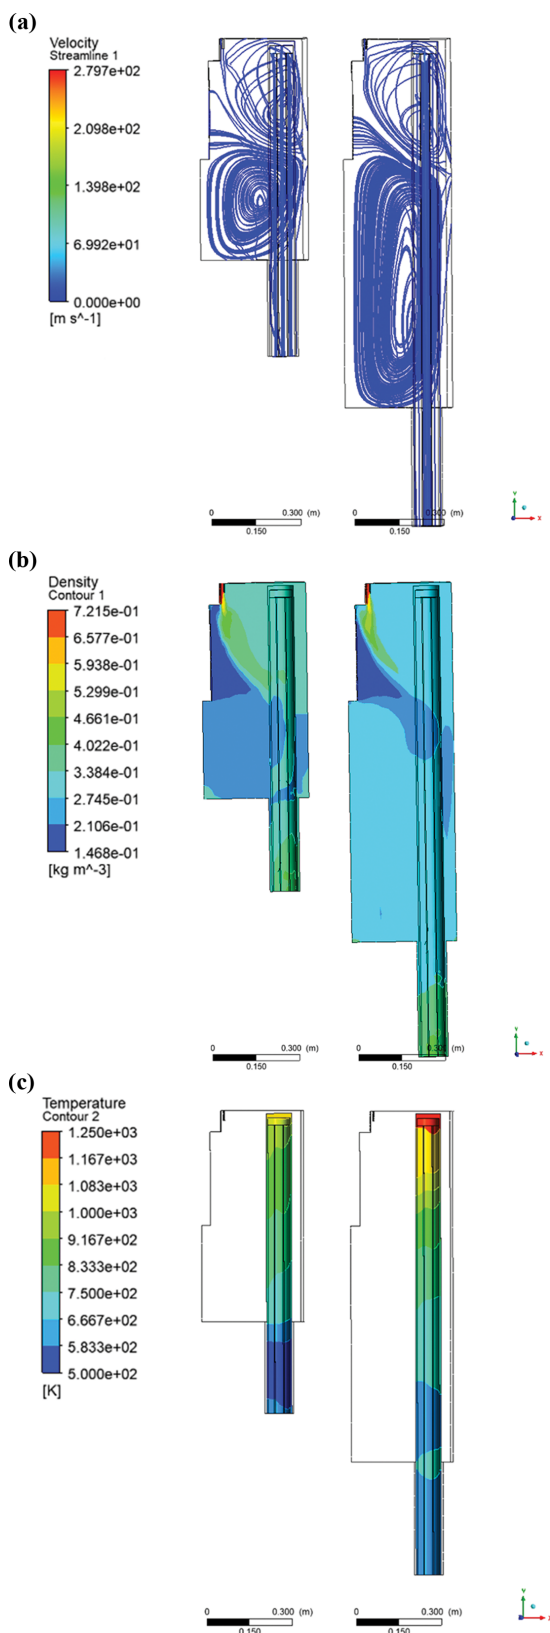 (a)
Velocity
Streamline 1
2.797e+02
2.098e+02
1.398e+02
6.992e+01
0.000e+00
[m s^-1]
0 0.300 (m)
0.150
0 0.300 (m)
0.150
Y
X
(b)
Density
Contour 1
7.215e-01
6.577e-01
5.938e-01
5.299e-01
4.661e-01
4.022e-01
3.384e-01
2.745e-01
2.106e-01
1.468e-01
[kg m^-3]
0 0.300 (m)
0.150
0 0.300 (m)
0.150
Y
X
(c)
Temperature
Contour 2
1.250e+03
1.167e+03
1.083e+03
1.000e+03
9.167e+02
8.333e+02
7.500e+02
6.667e+02
5.833e+02
5.000e+02
[K]
0 0.300 (m)
0.150
0 0.300 (m)
0.150
Y
X